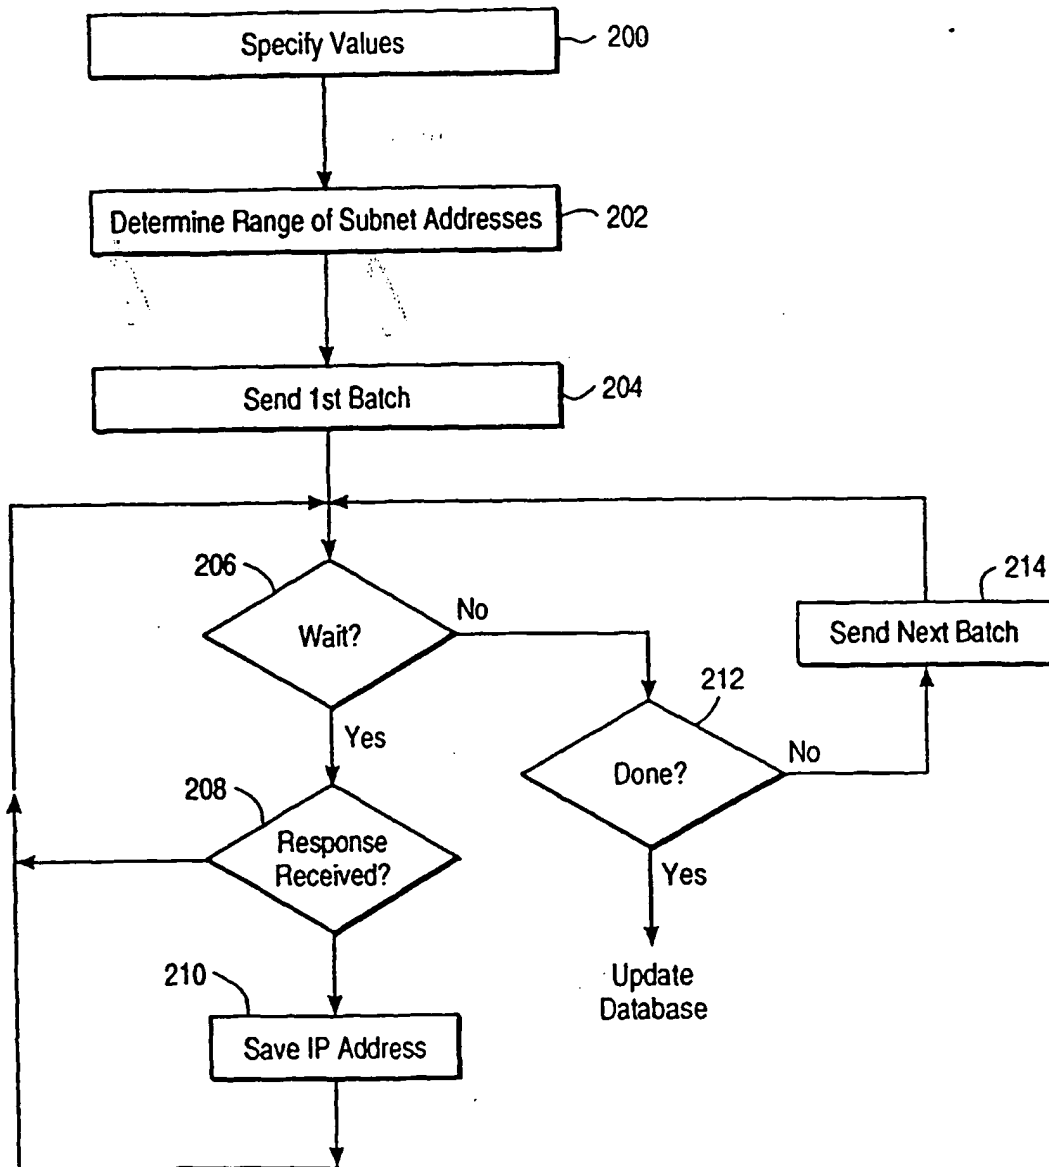 Specify Values
200
Determine Range of Subnet Addresses
202
Send 1st Batch
204
206
Wait?
No
214
Send Next Batch
Yes
212
Done?
No
208
Response
Received?
Yes
210
Update
Database
Save IP Address